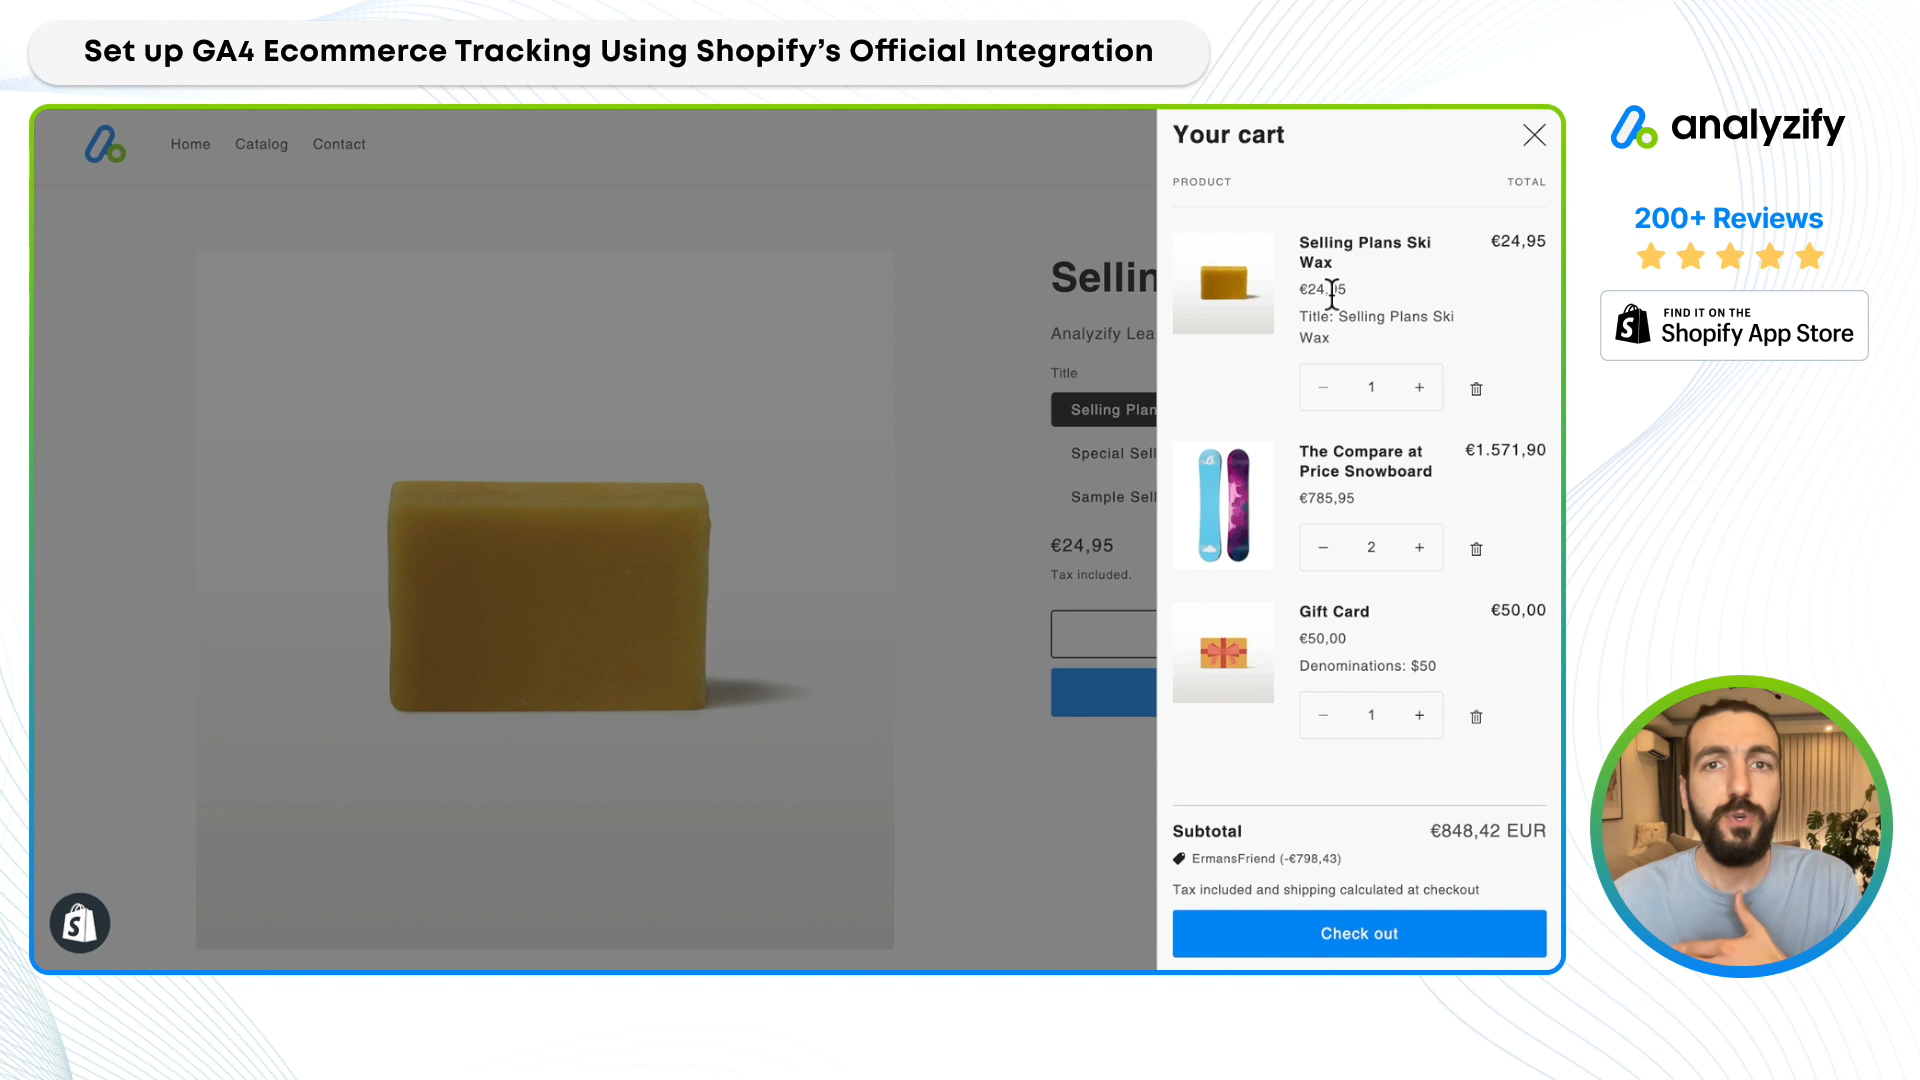 Set up GA4 Ecommerce Tracking Using Shopify's Official Integration
Home Catalog Contact
Analyzify Lea
Title
Selling Plan
Special Sell
Sample Sell
€24,95
Tax included.
Your cart
PRODUCT TOTAL
Selling Plans Ski €24,95
Wax
Title: Selling Plans Ski
Wax
1
The Compare at €1.571,90
Price Snowboard
€785,95
2
Gift Card €50,00
€50,00
Denominations: $50
1
Subtotal €848,42 EUR
ErmansFriend (-€798,43)
Tax included and shipping calculated at checkout
Check out
analyzify
200+ Reviews
FIND IT ON THE
Shopify App Store